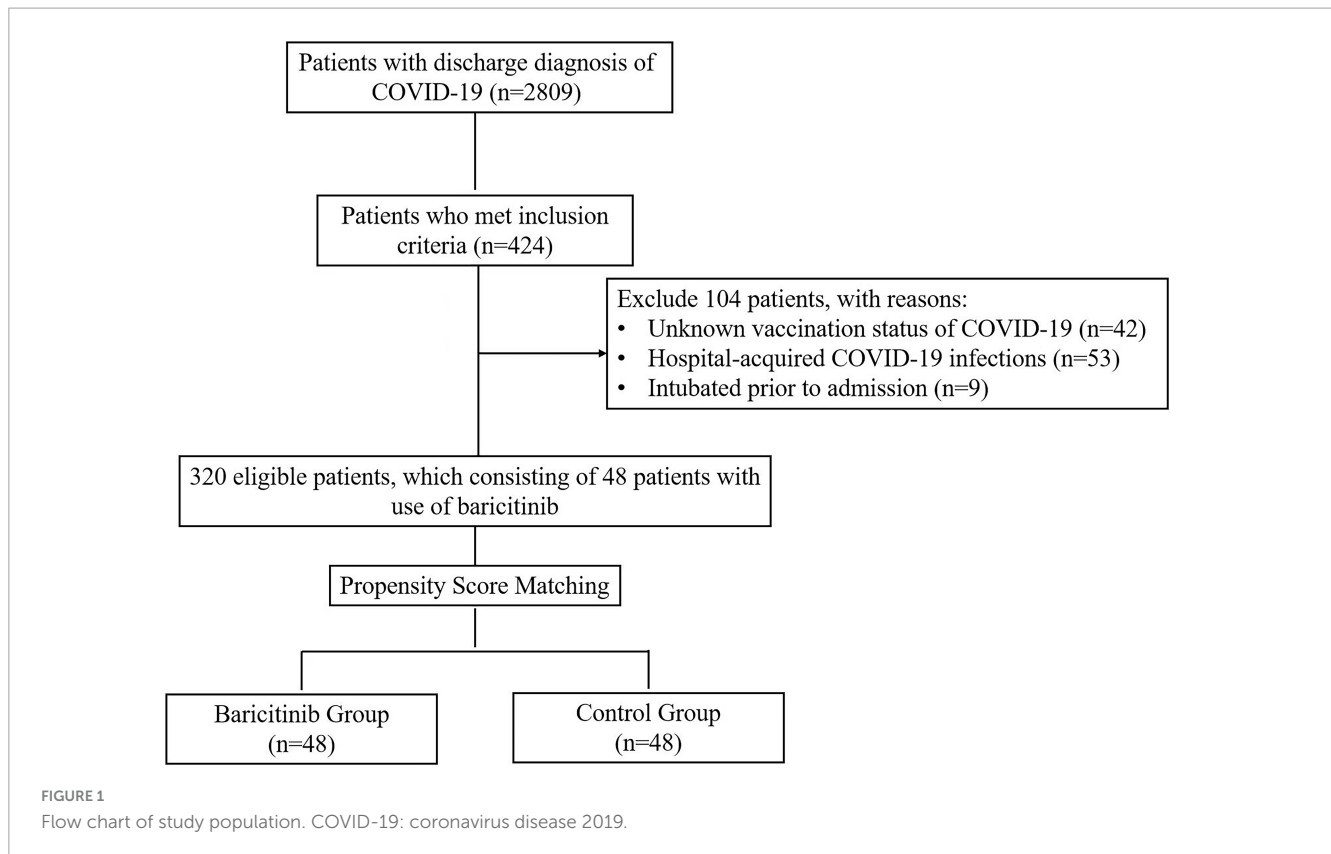 Patients with discharge diagnosis of
COVID-19 (n=2809)
Patients who met inclusion
criteria (n=424)
Exclude 104 patients, with reasons:
• Unknown vaccination status of COVID-19 (n=42)
• Hospital-acquired COVID-19 infections (n=53)
• Intubated prior to admission (n=9)
320 eligible patients, which consisting of 48 patients with
use of baricitinib
Propensity Score Matching
Baricitinib Group
(n=48)
Control Group
(n=48)
FIGURE 1
Flow chart of study population. COVID-19: coronavirus disease 2019.